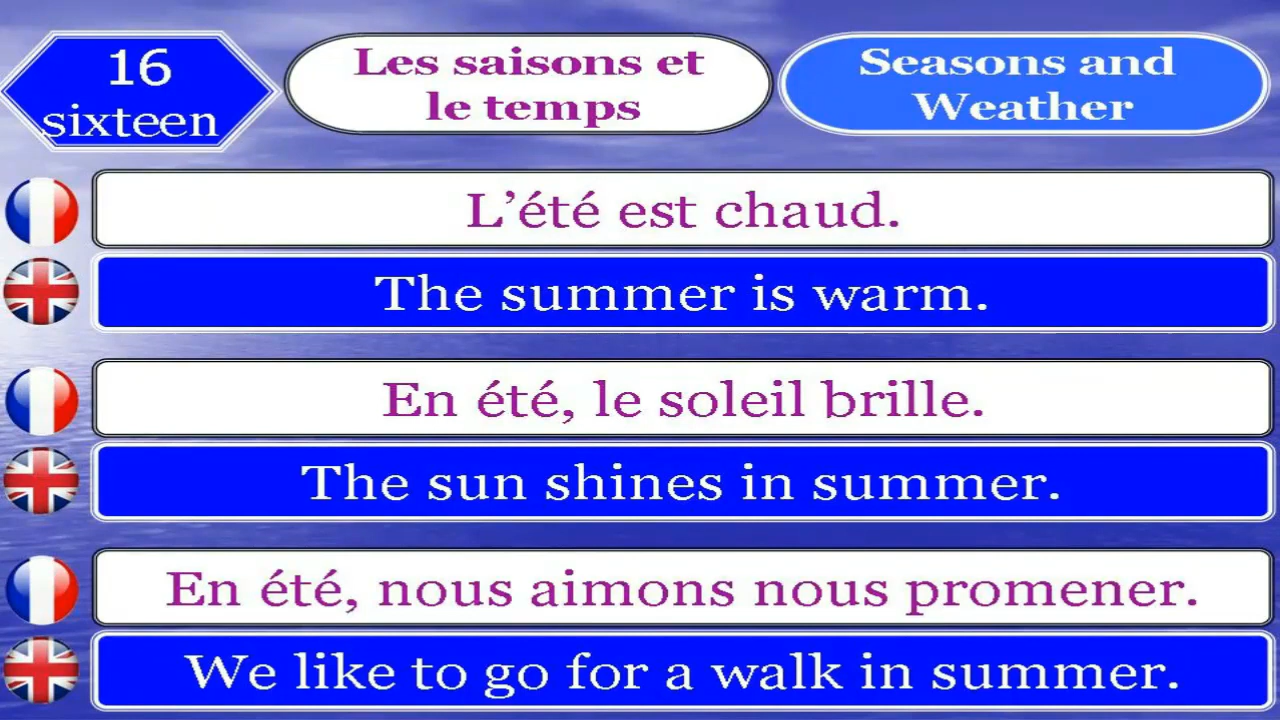 16
sixteen
Les saisons et
le temps
Seasons and
Weather
L’été est chaud.
The summer is warm.
En été, le soleil brille.
The sun shines in summer.
En été, nous aimons nous promener.
We like to go for a walk in summer.